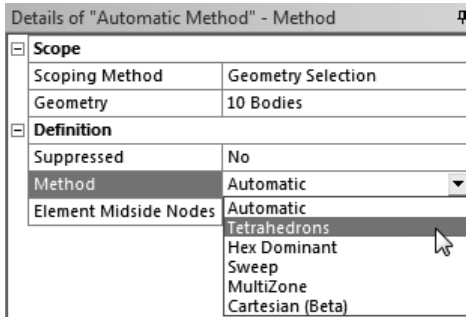 Details of "Automatic Method" - Method
Scope
Scoping Method Geometry Selection
Geometry 10 Bodies
Definition
Suppressed No
Method Automatic
Element Midside Nodes Automatic
Tetrahedrons
Hex Dominant
Sweep
MultiZone
Cartesian (Beta)